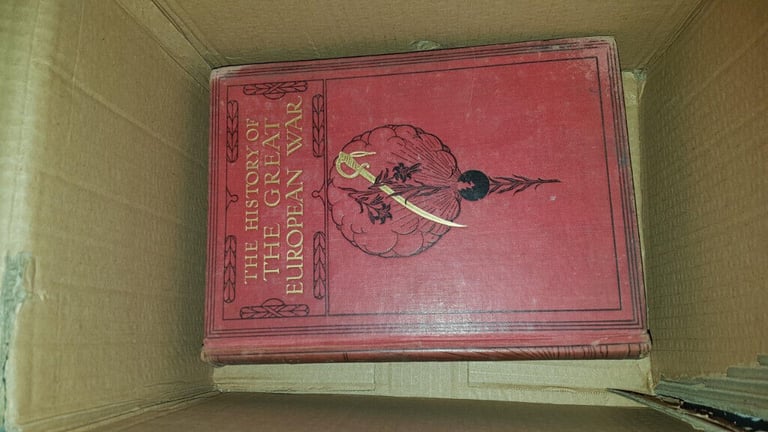 THE HISTORY OF
THE GREAT
EUROPEAN WAR